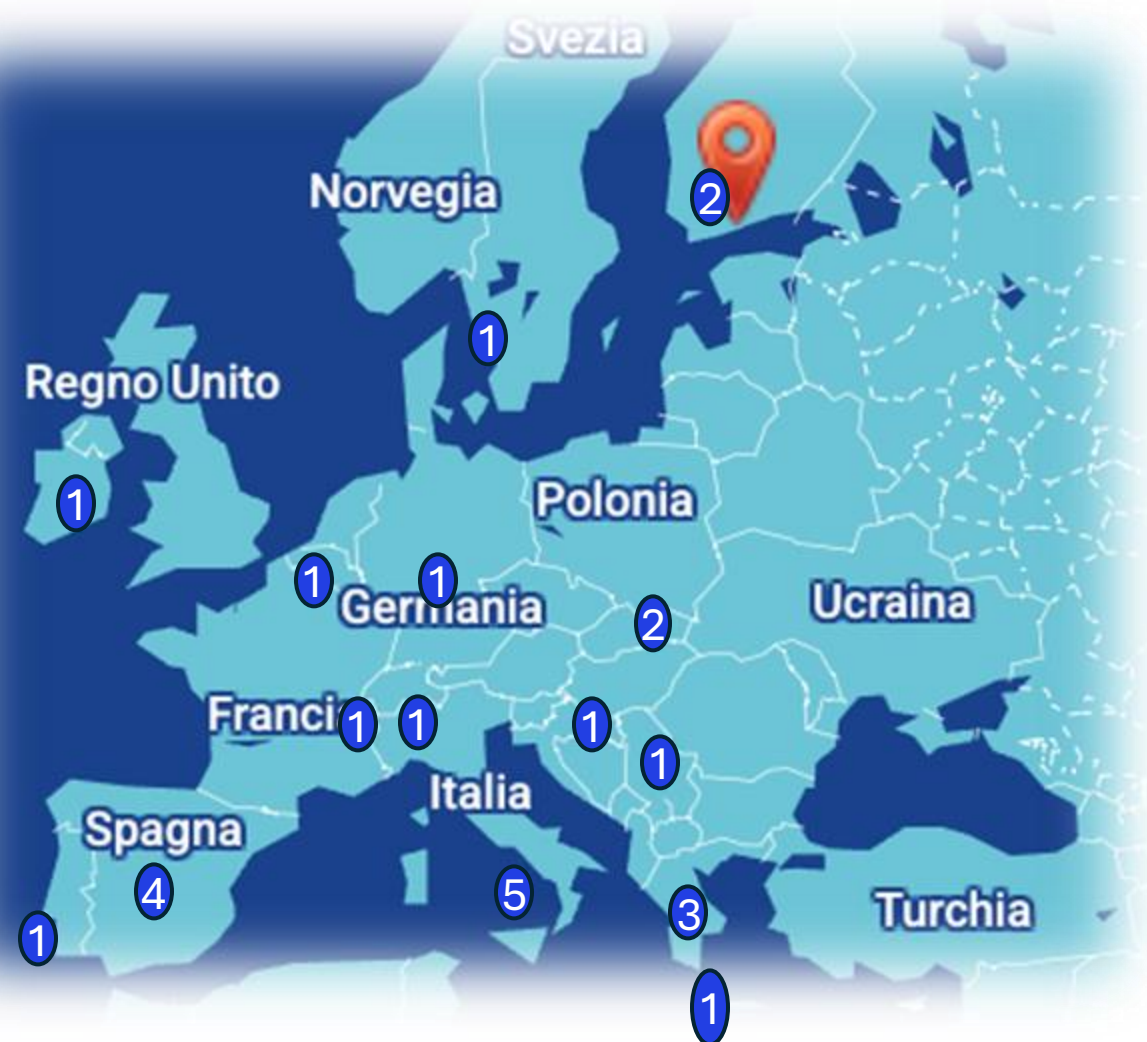 Svezia
Norvegia
2
1
Regno Unito
1
Polonia
1
1
Germania
2
Ucraina
Franci
1
1
1
1
Italia
Spagna
4
5
3
Turchia
1
1